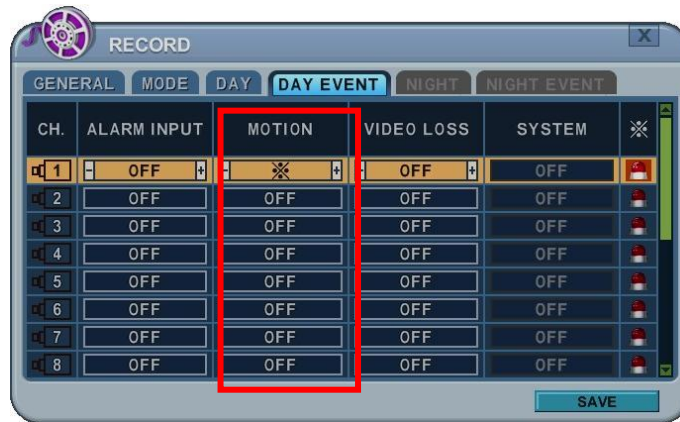 RECORD X
GENERAL MODE DAY DAY EVENT NIGHT NIGHT EVENT
CH. ALARM INPUT MOTION VIDEO LOSS SYSTEM ※
1 - OFF + - ※ + - OFF + OFF
2 OFF OFF OFF OFF
3 OFF OFF OFF OFF
4 OFF OFF OFF OFF
5 OFF OFF OFF OFF
6 OFF OFF OFF OFF
7 OFF OFF OFF OFF
8 OFF OFF OFF OFF
SAVE